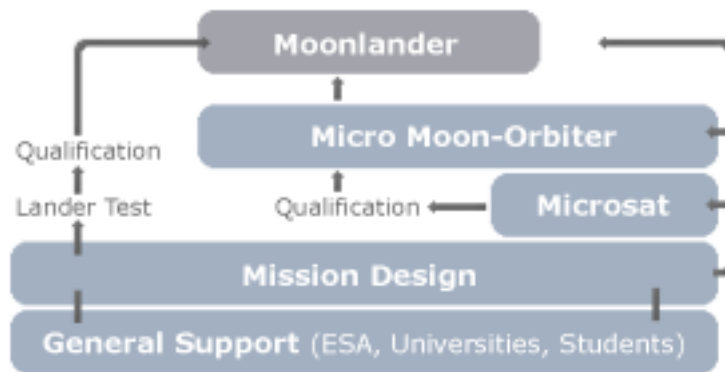 Moonlander
Micro Moon-Orbiter
Qualification
Lander Test
Qualification
Microsat
Mission Design
General Support (ESA, Universities, Students)